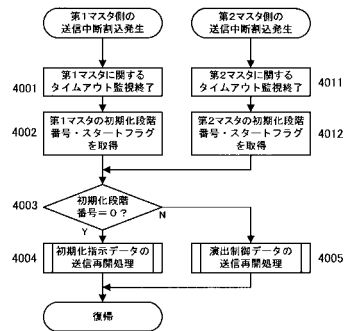 第1マスタ側の
送信中断割込発生
第2マスタ側の
送信中断割込発生
4001
第1マスタに関する
タイムアウト監視終了
第2マスタに関する
タイムアウト監視終了
4011
4002
第1マスタの初期化段階
番号・スタートフラグ
を取得
第2マスタの初期化段階
番号・スタートフラグ
を取得
4012
4003
初期化段階
番号=0?
N
Y
4004
初期化指示データの
送信再開処理
演出制御データの
送信再開処理
4005
復帰